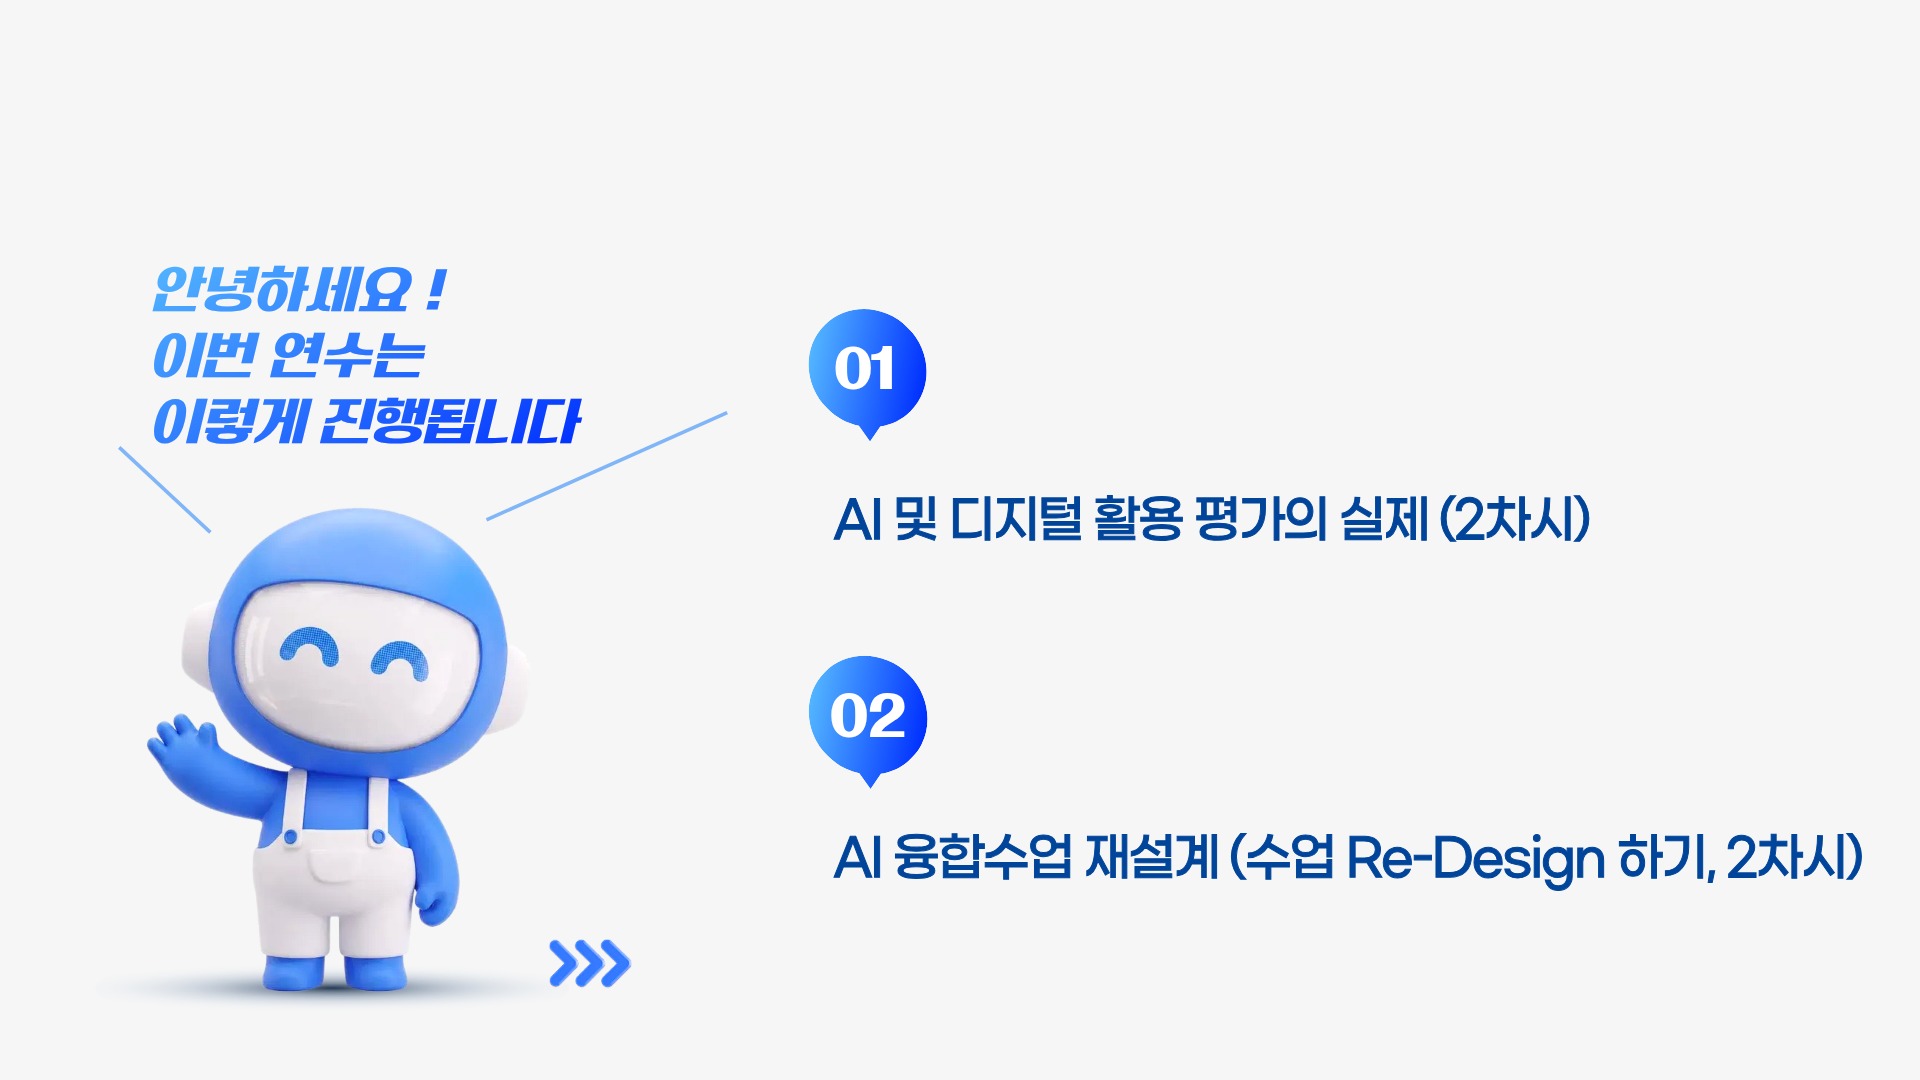 안녕하세요 !
이번 연수는
이렇게 진행됩니다
01
AI 및 디지털 활용 평가의 실제 (2차시)
02
AI 융합수업 재설계 (수업 Re-Design 하기, 2차시)